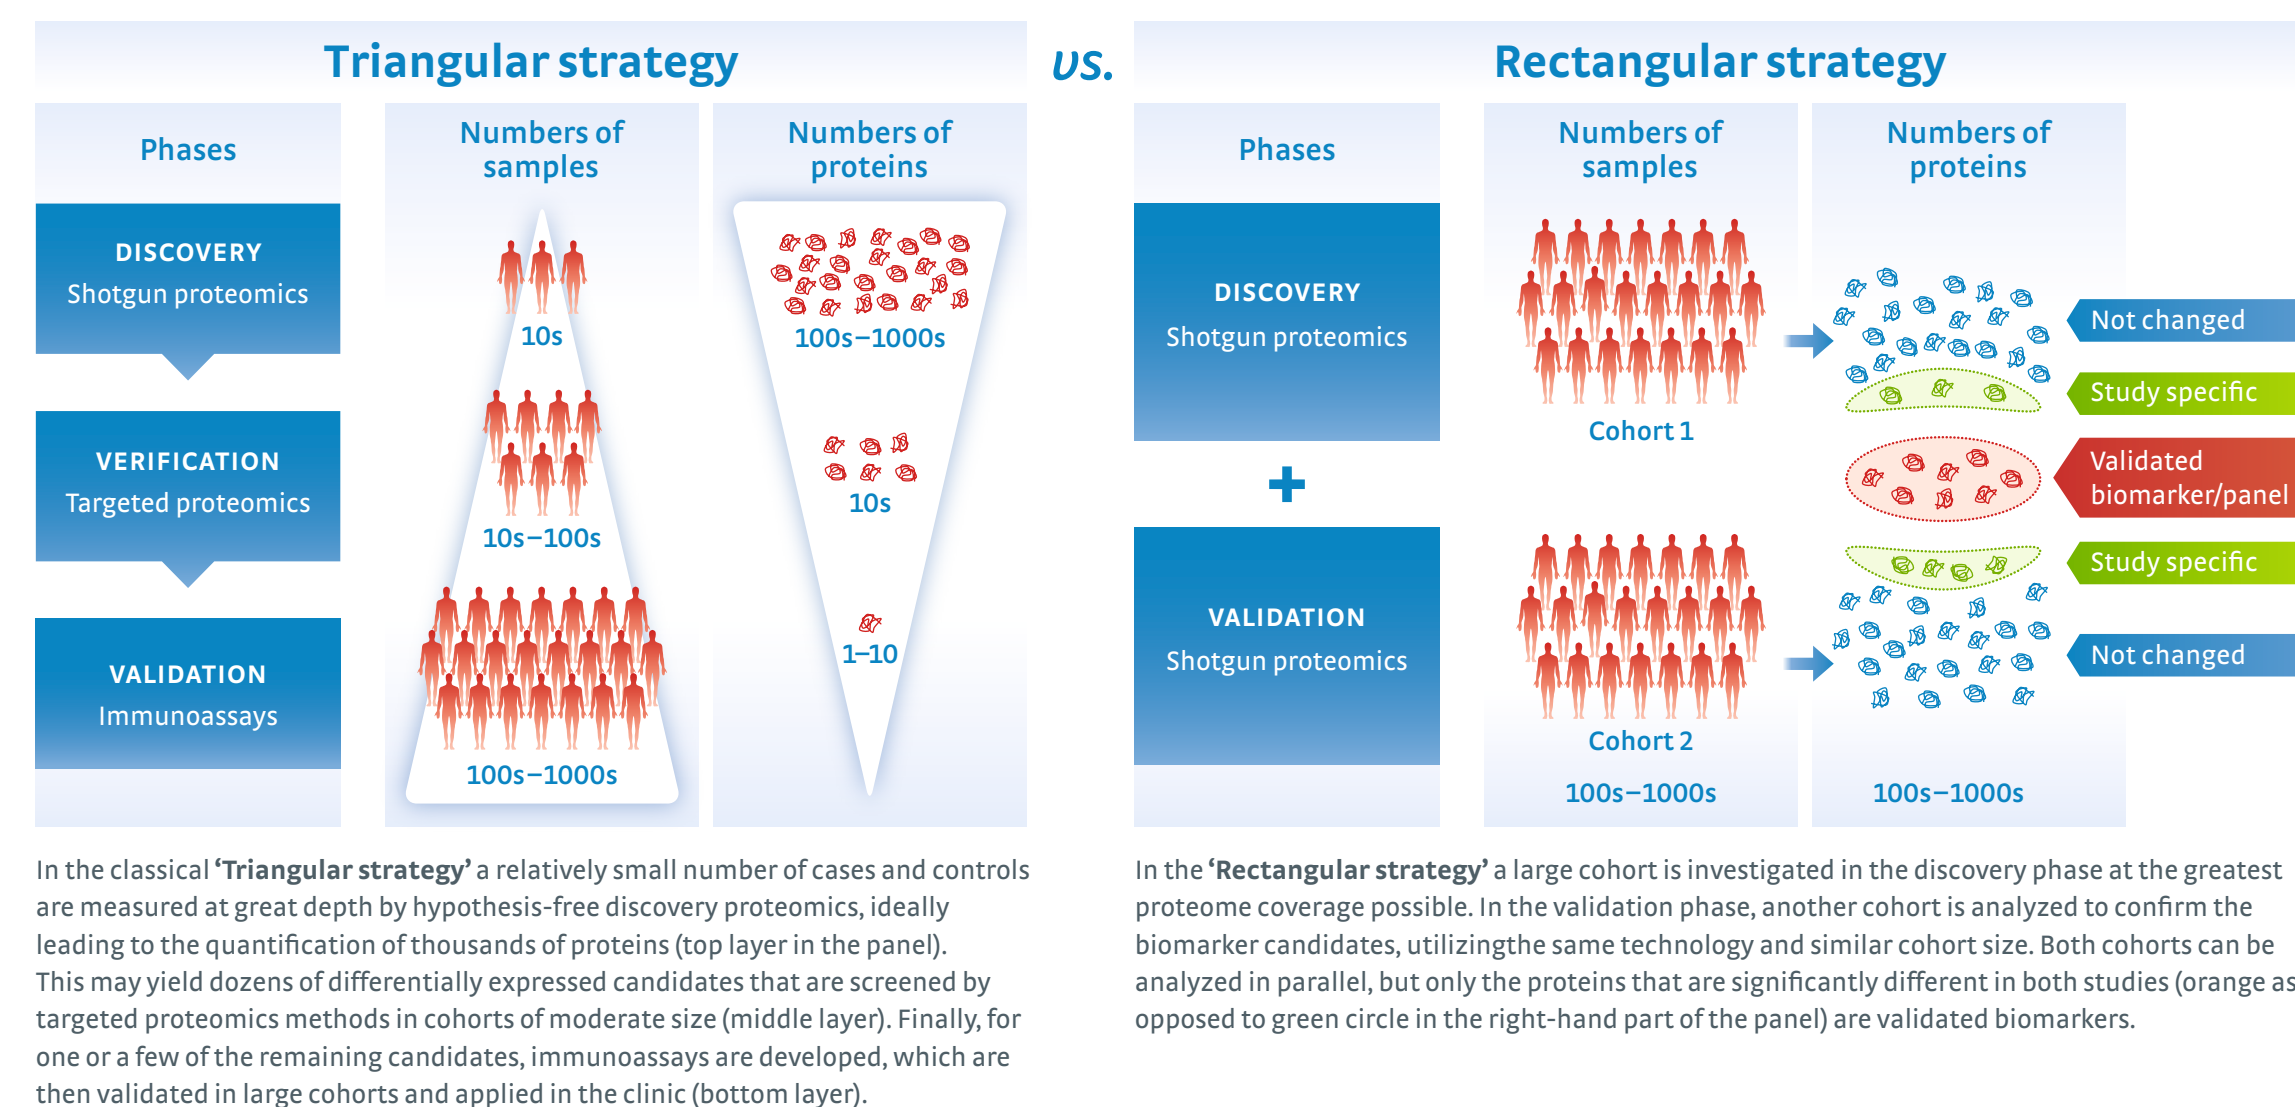 Triangular strategy
vs.
Rectangular strategy
Phases
Numbers of
samples
Numbers of
proteins
DISCOVERY
Shotgun proteomics
10s
100s–1000s
VERIFICATION
Targeted proteomics
10s–100s
10s
VALIDATION
Immunoassays
100s–1000s
1–10
In the classical ‘Triangular strategy’ a relatively small number of cases and controls
are measured at great depth by hypothesis-free discovery proteomics, ideally
leading to the quantification of thousands of proteins (top layer in the panel).
This may yield dozens of differentially expressed candidates that are screened by
targeted proteomics methods in cohorts of moderate size (middle layer). Finally, for
one or a few of the remaining candidates, immunoassays are developed, which are
then validated in large cohorts and applied in the clinic (bottom layer).
Phases
Numbers of
samples
Numbers of
proteins
DISCOVERY
Shotgun proteomics
Cohort 1
+
VALIDATION
Shotgun proteomics
Cohort 2
100s–1000s
100s–1000s
Not changed
Study specific
Validated
biomarker/panel
Study specific
Not changed
In the ‘Rectangular strategy’ a large cohort is investigated in the discovery phase at the greatest
proteome coverage possible. In the validation phase, another cohort is analyzed to confirm the
biomarker candidates, utilizingthe same technology and similar cohort size. Both cohorts can be
analyzed in parallel, but only the proteins that are significantly different in both studies (orange as
opposed to green circle in the right-hand part of the panel) are validated biomarkers.